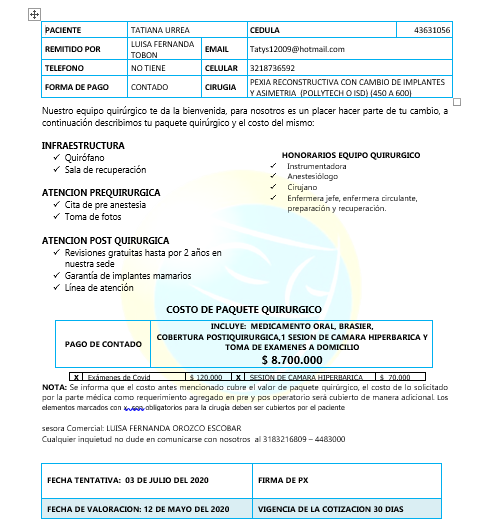 PACIENTE TATIANA URREA CEDULA 43631056
REMITIDO POR LUISA FERNANDA TOBON EMAIL Tatys12009@hotmail.com
TELEFONO NO TIENE CELULAR 3218736592
FORMA DE PAGO CONTADO CIRUGIA PEXIA RECONSTRUCTIVA CON CAMBIO DE IMPLANTES
Y ASIMETRIA (POLLYTECH O ISD) (450 A 600)
Nuestro equipo quirúrgico te da la bienvenida, para nosotros es un placer hacer parte de tu cambio, a
continuación describimos tu paquete quirúrgico y el costo del mismo:
INFRAESTRUCTURA
✓ Quirófano
✓ Sala de recuperación
ATENCION PREQUIRURGICA
✓ Cita de pre anestesia
✓ Toma de fotos
ATENCION POST QUIRURGICA
✓ Revisiones gratuitas hasta por 2 años en
nuestra sede
✓ Garantía de implantes mamarios
✓ Línea de atención
HONORARIOS EQUIPO QUIRURGICO
✓ Instrumentadora
✓ Anestesiólogo
✓ Cirujano
✓ Enfermera jefe, enfermera circulante,
preparación y recuperación.
COSTO DE PAQUETE QUIRURGICO
PAGO DE CONTADO
INCLUYE: MEDICAMENTO ORAL, BRASIER,
COBERTURA POSTIQUIRURGICA,1 SESION DE CAMARA HIPERBARICA Y
TOMA DE EXAMENES A DOMICILIO
$ 8.700.000
X Exámenes de Covid $ 120.000 X SESION DE CAMARA HIPERBARICA $ 70.000
NOTA: Se informa que el costo antes mencionado cubre el valor de paquete quirúrgico, el costo de lo solicitado
por la parte médica como requerimiento agregado en pre y pos operatorio será cubierto de manera adicional. Los
elementos marcados con x, son obligatorios para la cirugía deben ser cubiertos por el paciente
sesora Comercial: LUISA FERNANDA OROZCO ESCOBAR
Cualquier inquietud no dude en comunicarse con nosotros al 3183216809 – 4483000
FECHA TENTATIVA: 03 DE JULIO DEL 2020 FIRMA DE PX
FECHA DE VALORACION: 12 DE MAYO DEL 2020 VIGENCIA DE LA COTIZACION 30 DIAS